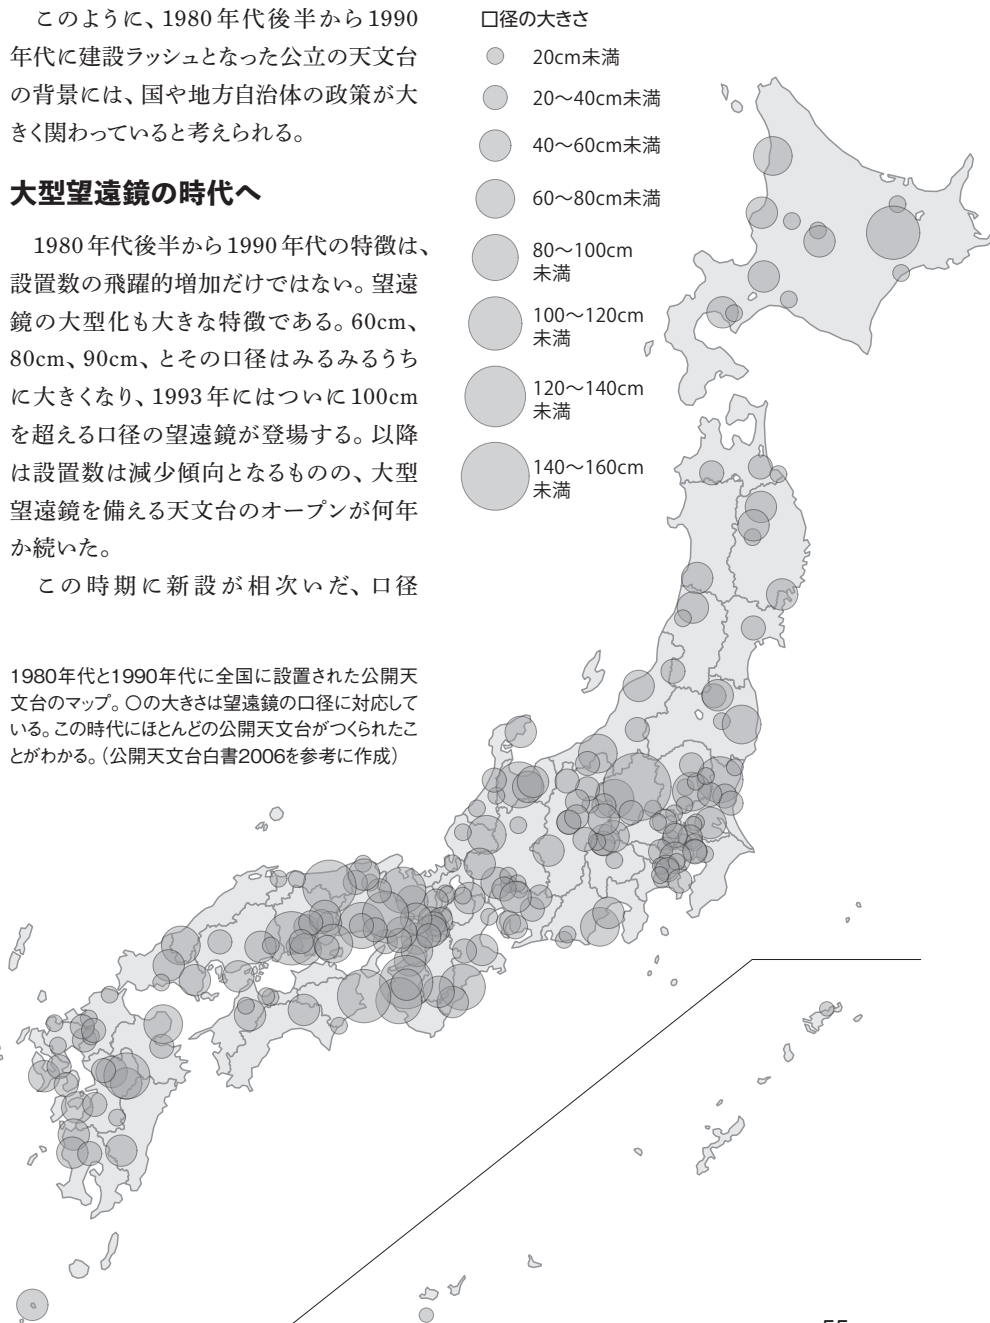 このように、1980年代後半から1990
年代に建設ラッシュとなった公立の天文台
の背景には、国や地方自治体の政策が大
きく関わっていると考えられる。
大型望遠鏡の時代へ
1980年代後半から1990年代の特徴は、
設置数の飛躍的増加だけではない。望遠
鏡の大型化も大きな特徴である。60cm、
80cm、90cm、とその口径はみるみるうち
に大きくなり、1993年にはついに100cm
を超える口径の望遠鏡が登場する。以降
は設置数は減少傾向となるものの、大型
望遠鏡を備える天文台のオープンが何年
か続いた。
この時期に新設が相次いだ、口径
1980年代と1990年代に全国に設置された公開天
文台のマップ。○の大きさは望遠鏡の口径に対応して
いる。この時代にほとんどの公開天文台がつくられたこ
とがわかる。（公開天文台白書2006を参考に作成）
口径の大きさ
20cm未満
20〜40cm未満
40〜60cm未満
60〜80cm未満
80〜100cm
未満
100〜120cm
未満
120〜140cm
未満
140〜160cm
未満